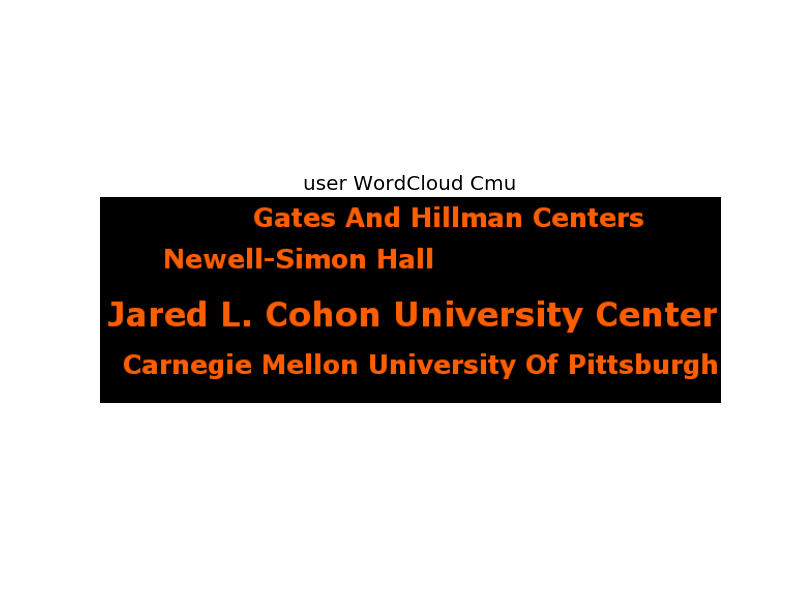 user WordCloud Cmu
Gates And Hillman Centers
Newell-Simon Hall
Jared L. Cohon University Center
Carnegie Mellon University Of Pittsburgh